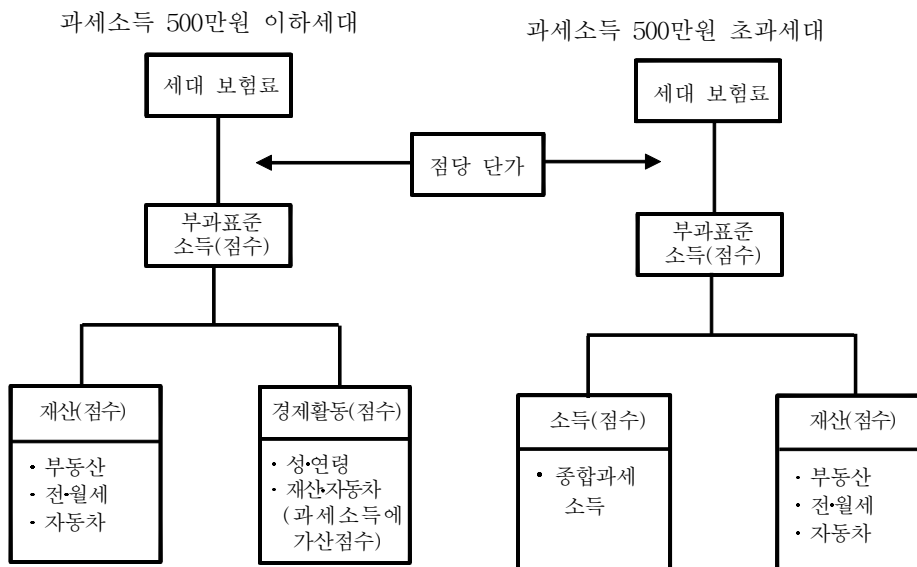 과세소득 500만원 이하세대
세대 보험료
부과표준
소득(점수)
재산(점수)
· 부동산
· 전·월세
· 자동차
경제활동(점수)
· 성·연령
· 재산·자동차
(과세소득에
가산점수)
점당 단가
과세소득 500만원 초과세대
세대 보험료
부과표준
소득(점수)
소득(점수)
· 종합과세
소득
재산(점수)
· 부동산
· 전·월세
· 자동차